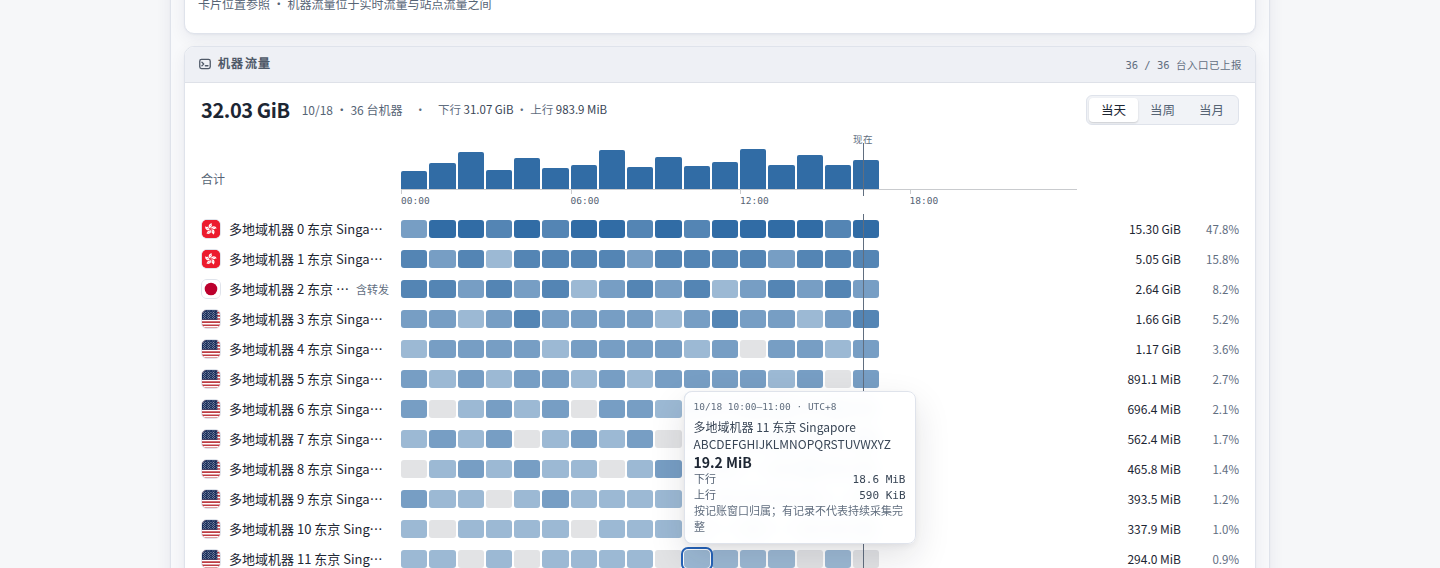 卡片位置参照 · 机器流量位于实时流量与站点流量之间
机器流量
36 / 36 台入口已上报
32.03 GiB 10/18 · 36 台机器 · 下行 31.07 GiB · 上行 983.9 MiB
当天 当周 当月
现在
合计
00:00 06:00 12:00 18:00
多地域机器 0 东京 Singa… 15.30 GiB 47.8%
多地域机器 1 东京 Singa… 5.05 GiB 15.8%
多地域机器 2 东京 … 含转发 2.64 GiB 8.2%
多地域机器 3 东京 Singa… 1.66 GiB 5.2%
多地域机器 4 东京 Singa… 1.17 GiB 3.6%
多地域机器 5 东京 Singa… 891.1 MiB 2.7%
多地域机器 6 东京 Singa… 696.4 MiB 2.1%
多地域机器 7 东京 Singa… 562.4 MiB 1.7%
多地域机器 8 东京 Singa… 465.8 MiB 1.4%
多地域机器 9 东京 Singa… 393.5 MiB 1.2%
多地域机器 10 东京 Sing… 337.9 MiB 1.0%
多地域机器 11 东京 Sing… 294.0 MiB 0.9%
10/18 10:00–11:00 · UTC+8
多地域机器 11 东京 Singapore
ABCDEFGHIJKLMNOPQRSTUVWXYZ
19.2 MiB
下行 18.6 MiB
上行 590 KiB
按记账窗口归属；有记录不代表持续采集完
整